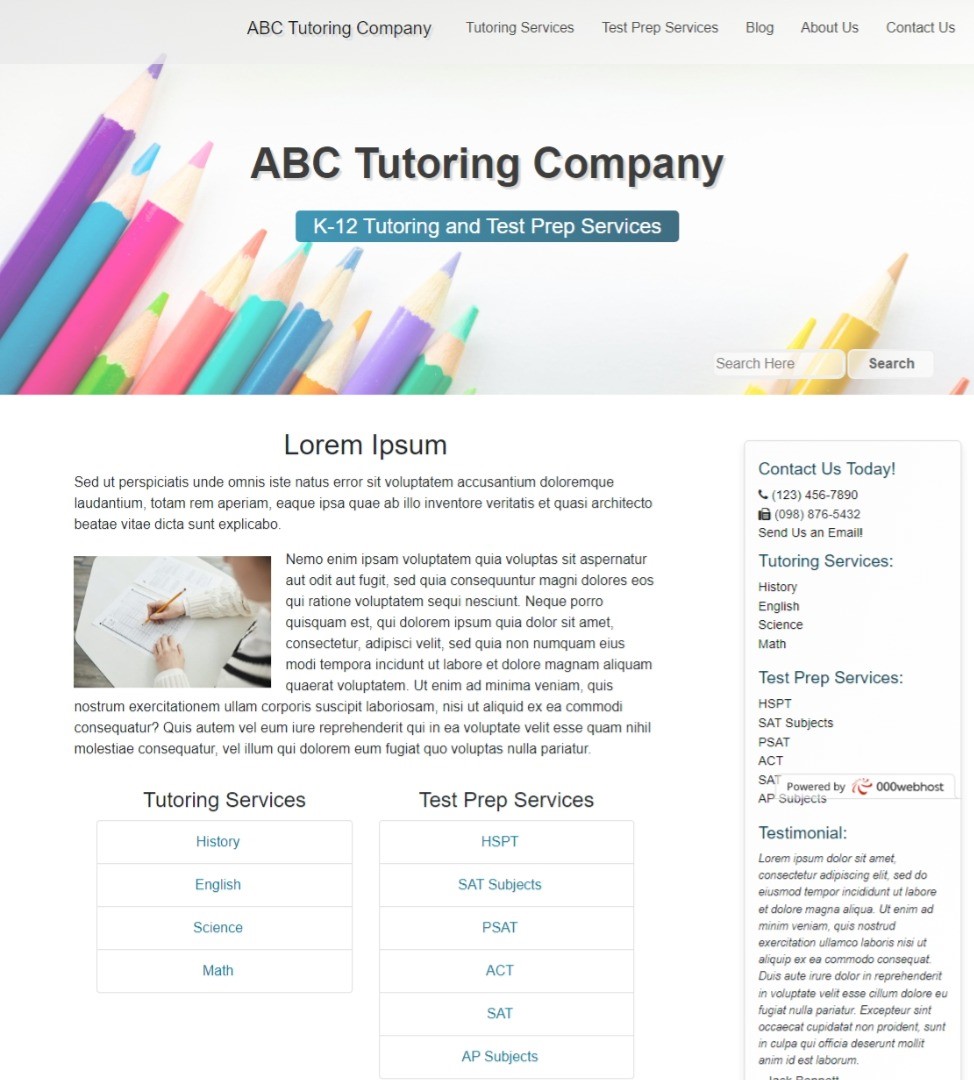 ABC Tutoring Company
Tutoring Services
Test Prep Services
Blog
About Us
Contact Us
ABC Tutoring Company
K-12 Tutoring and Test Prep Services
Search Here
Search
Lorem Ipsum
Sed ut perspiciatis unde omnis iste natus error sit voluptatem accusantium doloremque
laudantium, totam rem aperiam, eaque ipsa quae ab illo inventore veritatis et quasi architecto
beatae vitae dicta sunt explicabo.
Nemo enim ipsam voluptatem quia voluptas sit aspernatur
aut odit aut fugit, sed quia consequuntur magni dolores eos
qui ratione voluptatem sequi nesciunt. Neque porro
quisquam est, qui dolorem ipsum quia dolor sit amet,
consectetur, adipisci velit, sed quia non numquam eius
modi tempora incidunt ut labore et dolore magnam aliquam
quaerat voluptatem. Ut enim ad minima veniam, quis
nostrum exercitationem ullam corporis suscipit laboriosam, nisi ut aliquid ex ea commodi
consequatur? Quis autem vel eum iure reprehenderit qui in ea voluptate velit esse quam nihil
molestiae consequatur, vel illum qui dolorem eum fugiat quo voluptas nulla pariatur.
Tutoring Services
History
English
Science
Math
Test Prep Services
HSPT
SAT Subjects
PSAT
ACT
SAT
AP Subjects
Contact Us Today!
(123) 456-7890
(098) 876-5432
Send Us an Email!
Tutoring Services:
History
English
Science
Math
Test Prep Services:
HSPT
SAT Subjects
PSAT
ACT
SAT
Powered by 000webhost
AP Subjects
Testimonial:
Lorem ipsum dolor sit amet,
consectetur adipiscing elit, sed do
eiusmod tempor incididunt ut labore
et dolore magna aliqua. Ut enim ad
minim veniam, quis nostrud
exercitation ullamco laboris nisi ut
aliquip ex ea commodo consequat.
Duis aute irure dolor in reprehenderit
in voluptate velit esse cillum dolore eu
fugiat nulla pariatur. Excepteur sint
occaecat cupidatat non proident, sunt
in culpa qui officia deserunt mollit
anim id est laborum.